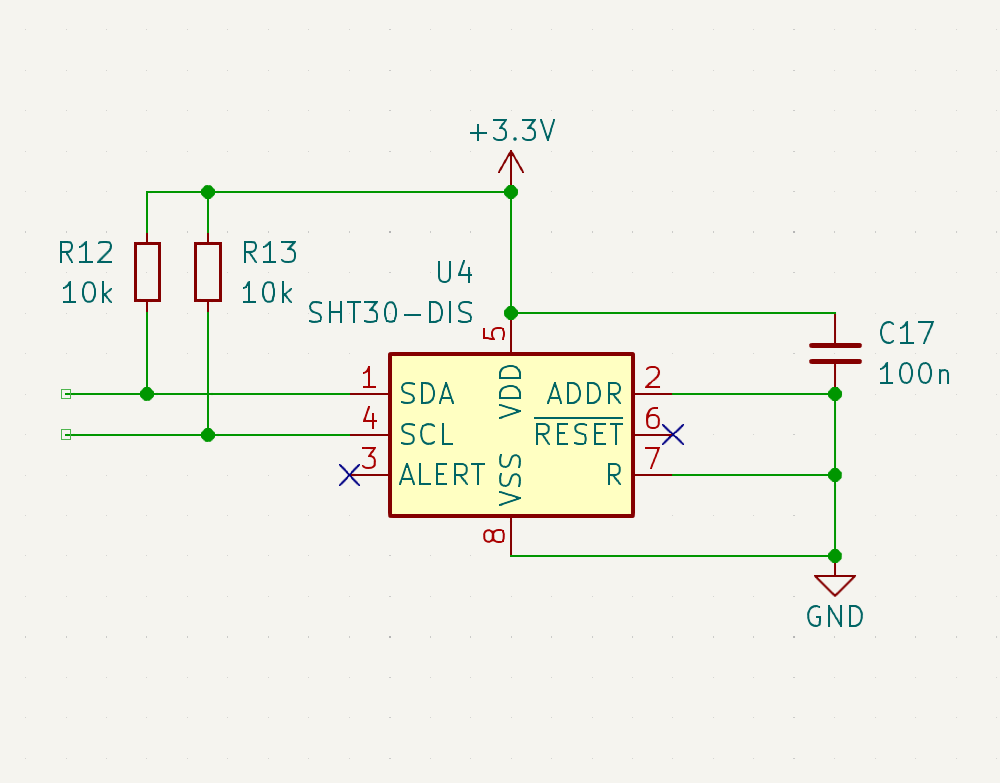 +3.3V
R12
10k
R13
10k
U4
SHT30-DIS
C17
100n
5
1
4
3
SDA
SCL
ALERT
VDD
VSS
ADDR
RESET
R
2
6
7
8
GND